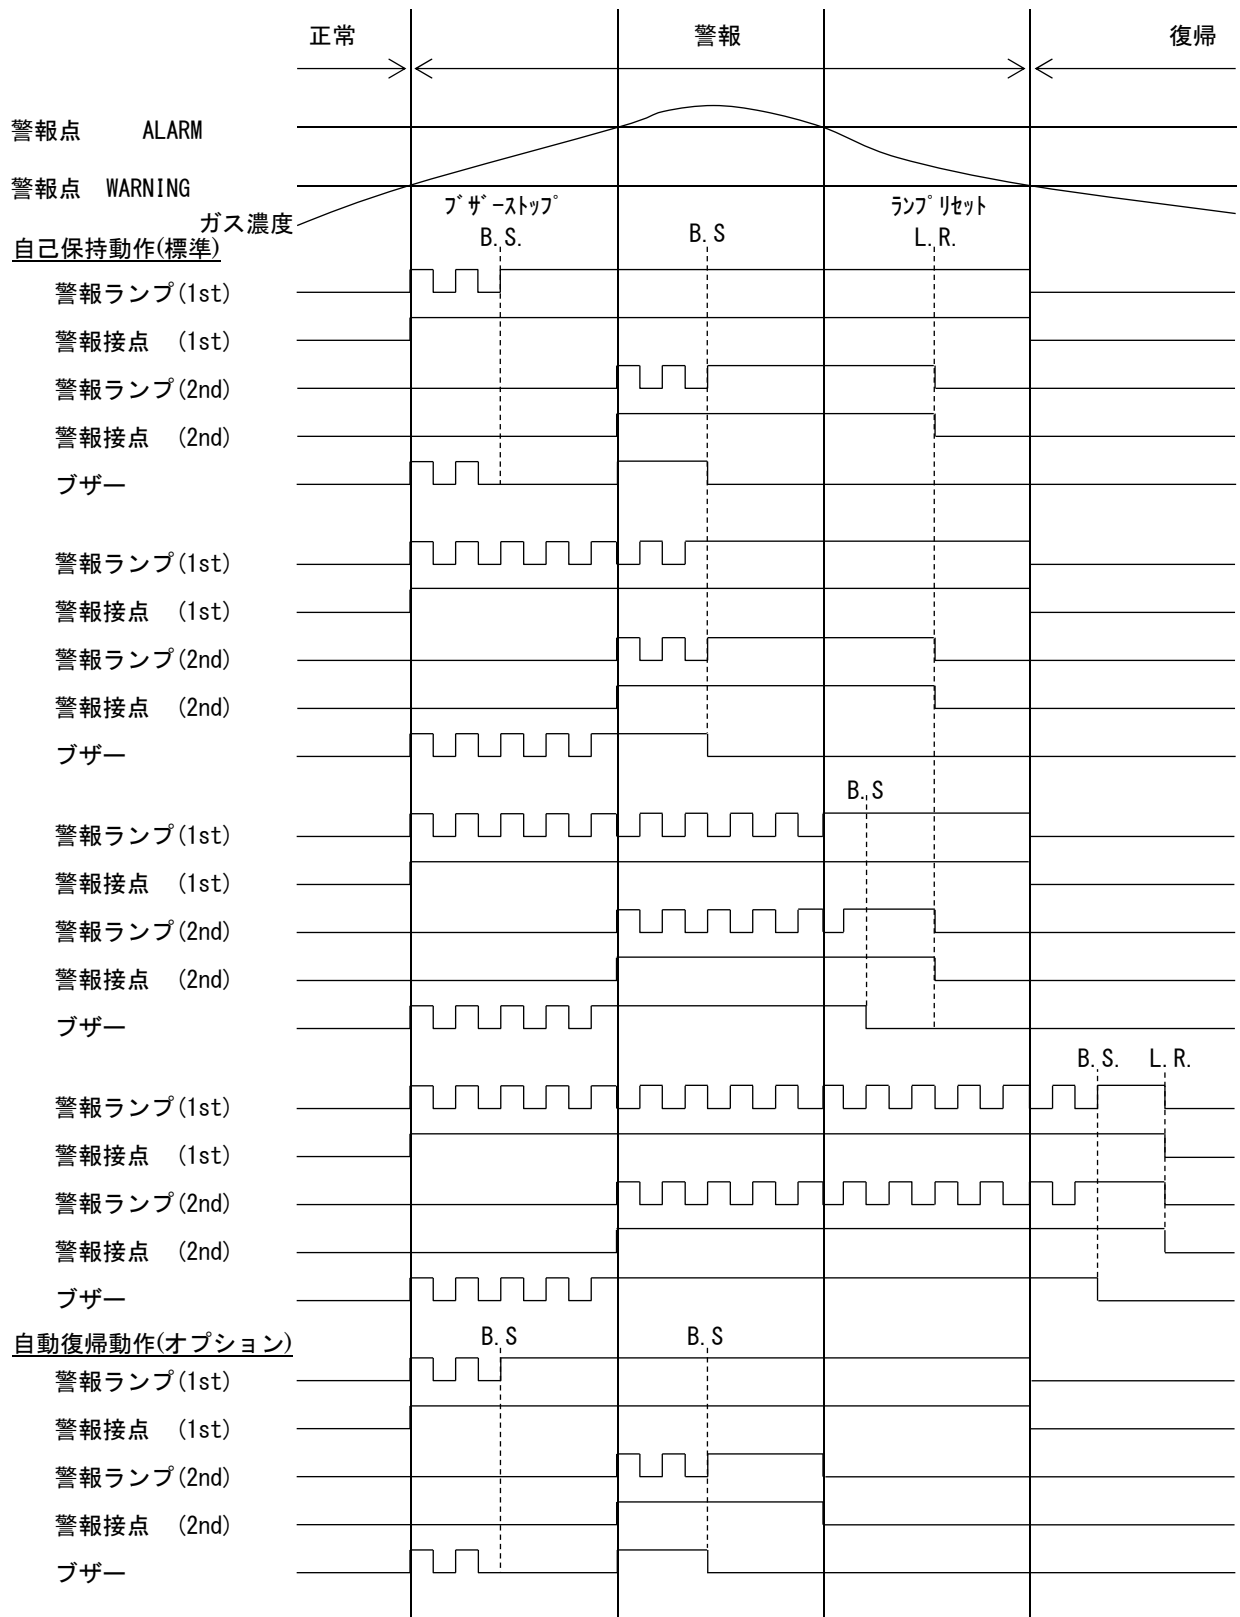 正常 警報 復帰
警報点 ALARM
警報点 WARNING
ガス濃度
ﾌﾞｻﾞｰｽﾄｯﾌﾟ ﾗﾝﾌﾟﾘｾｯﾄ
自己保持動作(標準) B.S. B.S L.R.
警報ランプ(1st)
警報接点 (1st)
警報ランプ(2nd)
警報接点 (2nd)
ブザー
警報ランプ(1st)
警報接点 (1st)
警報ランプ(2nd)
警報接点 (2nd)
ブザー
B.S
警報ランプ(1st)
警報接点 (1st)
警報ランプ(2nd)
警報接点 (2nd)
ブザー
B.S. L.R.
警報ランプ(1st)
警報接点 (1st)
警報ランプ(2nd)
警報接点 (2nd)
ブザー
自動復帰動作(オプション) B.S B.S
警報ランプ(1st)
警報接点 (1st)
警報ランプ(2nd)
警報接点 (2nd)
ブザー